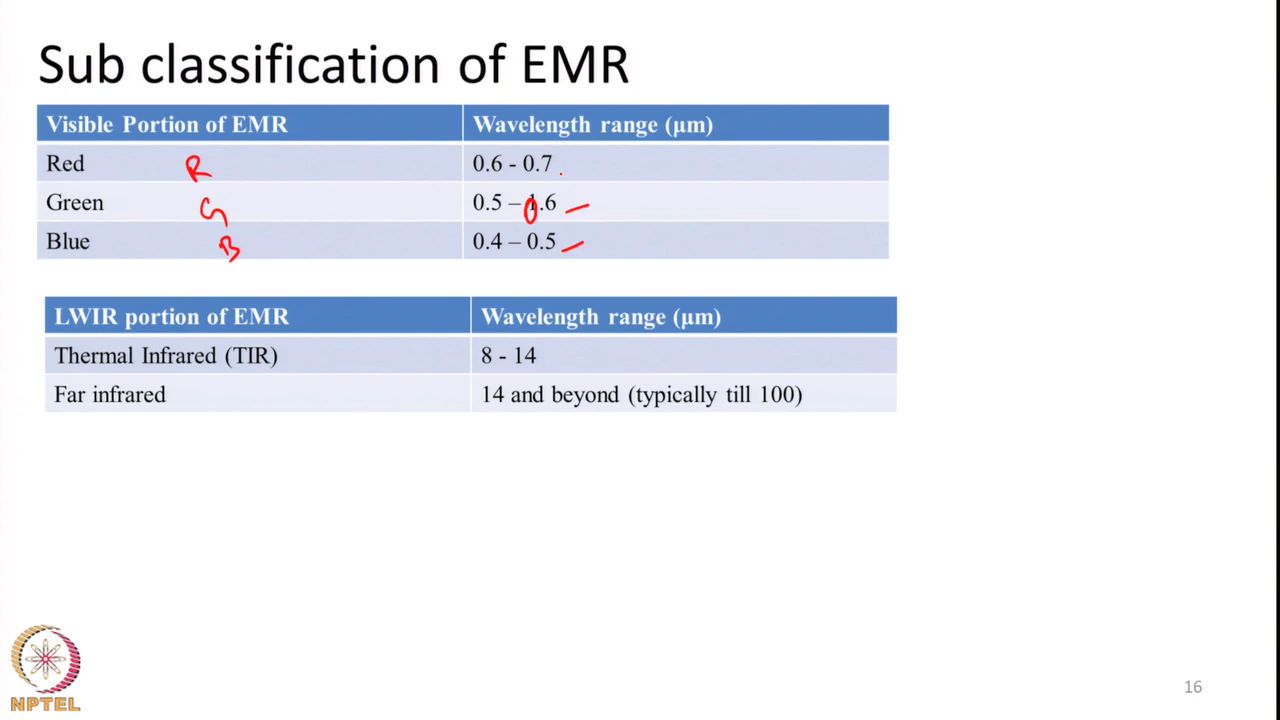 Sub classification of EMR
Visible Portion of EMR Wavelength range (µm)
Red R 0.6 - 0.7
Green G 0.5 – 1.6
0
Blue B 0.4 – 0.5
LWIR portion of EMR Wavelength range (µm)
Thermal Infrared (TIR) 8 - 14
Far infrared 14 and beyond (typically till 100)
NPTEL
16